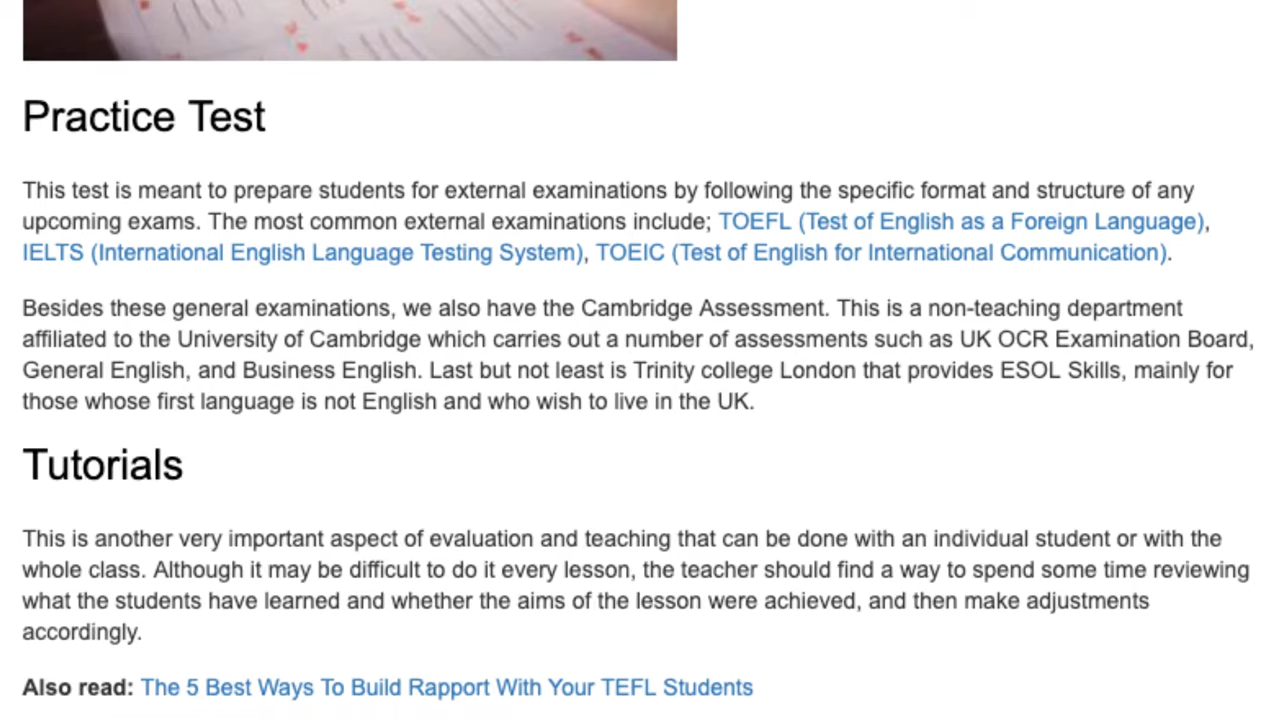 Practice Test
This test is meant to prepare students for external examinations by following the specific format and structure of any
upcoming exams. The most common external examinations include; TOEFL (Test of English as a Foreign Language),
IELTS (International English Language Testing System), TOEIC (Test of English for International Communication).
Besides these general examinations, we also have the Cambridge Assessment. This is a non-teaching department
affiliated to the University of Cambridge which carries out a number of assessments such as UK OCR Examination Board,
General English, and Business English. Last but not least is Trinity college London that provides ESOL Skills, mainly for
those whose first language is not English and who wish to live in the UK.
Tutorials
This is another very important aspect of evaluation and teaching that can be done with an individual student or with the
whole class. Although it may be difficult to do it every lesson, the teacher should find a way to spend some time reviewing
what the students have learned and whether the aims of the lesson were achieved, and then make adjustments
accordingly.
Also read: The 5 Best Ways To Build Rapport With Your TEFL Students